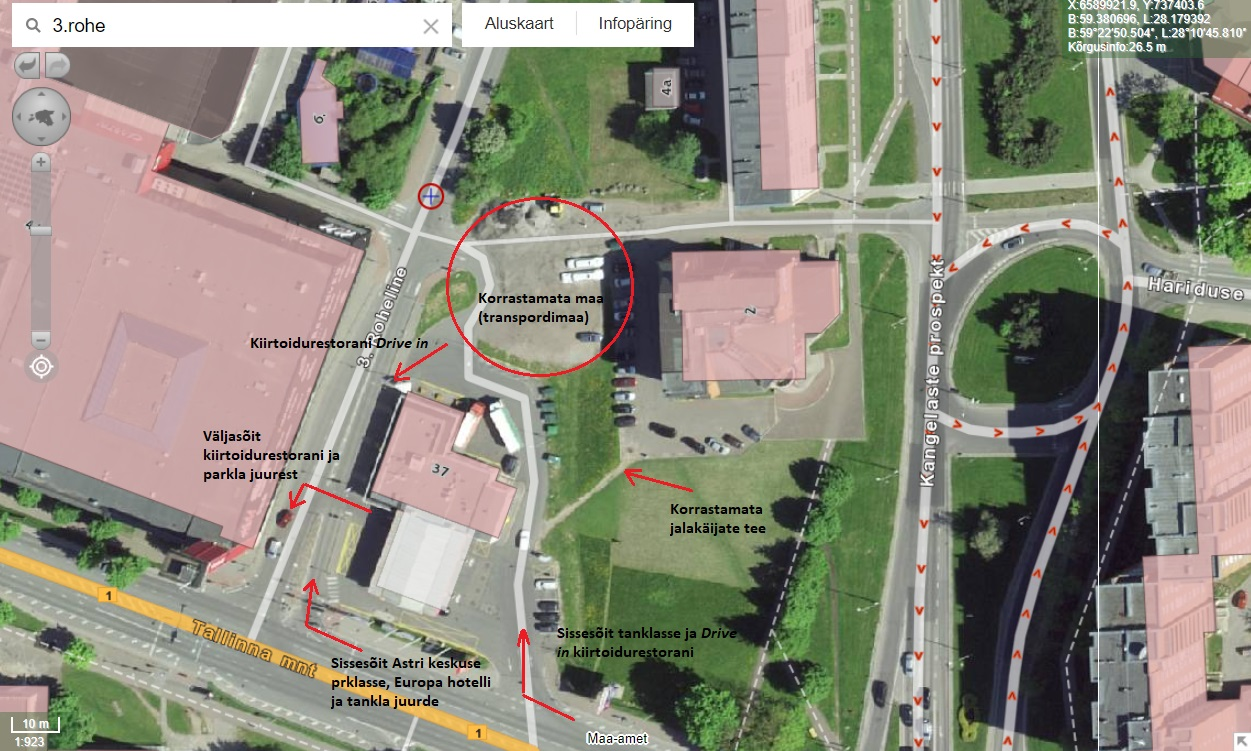 3.rohe
Aluskaart
Infopäring
X:6589921.9, Y:737403.6
B:59.380696, L:28.179392
B:59°22'50.504", L:28°10'45.810"
Kõrgusinfo:26.5 m
4a
6.
3. Roheline
Korrastamata maa
(transpordimaa)
2
Kangelaste prospekt
Hariduse
Kiirtoidurestorani Drive in
Väljasõit
kiirtoidurestorani ja
parkla juurest
37
Korrastamata
jalakäijate tee
1
Tallinna mnt
Sissesõit tanklasse ja Drive
in kiirtoidurestorani
Sissesõit Astri keskuse
prklasse, Europa hotelli
ja tankla juurde
1
10 m
1:923
Maa-amet